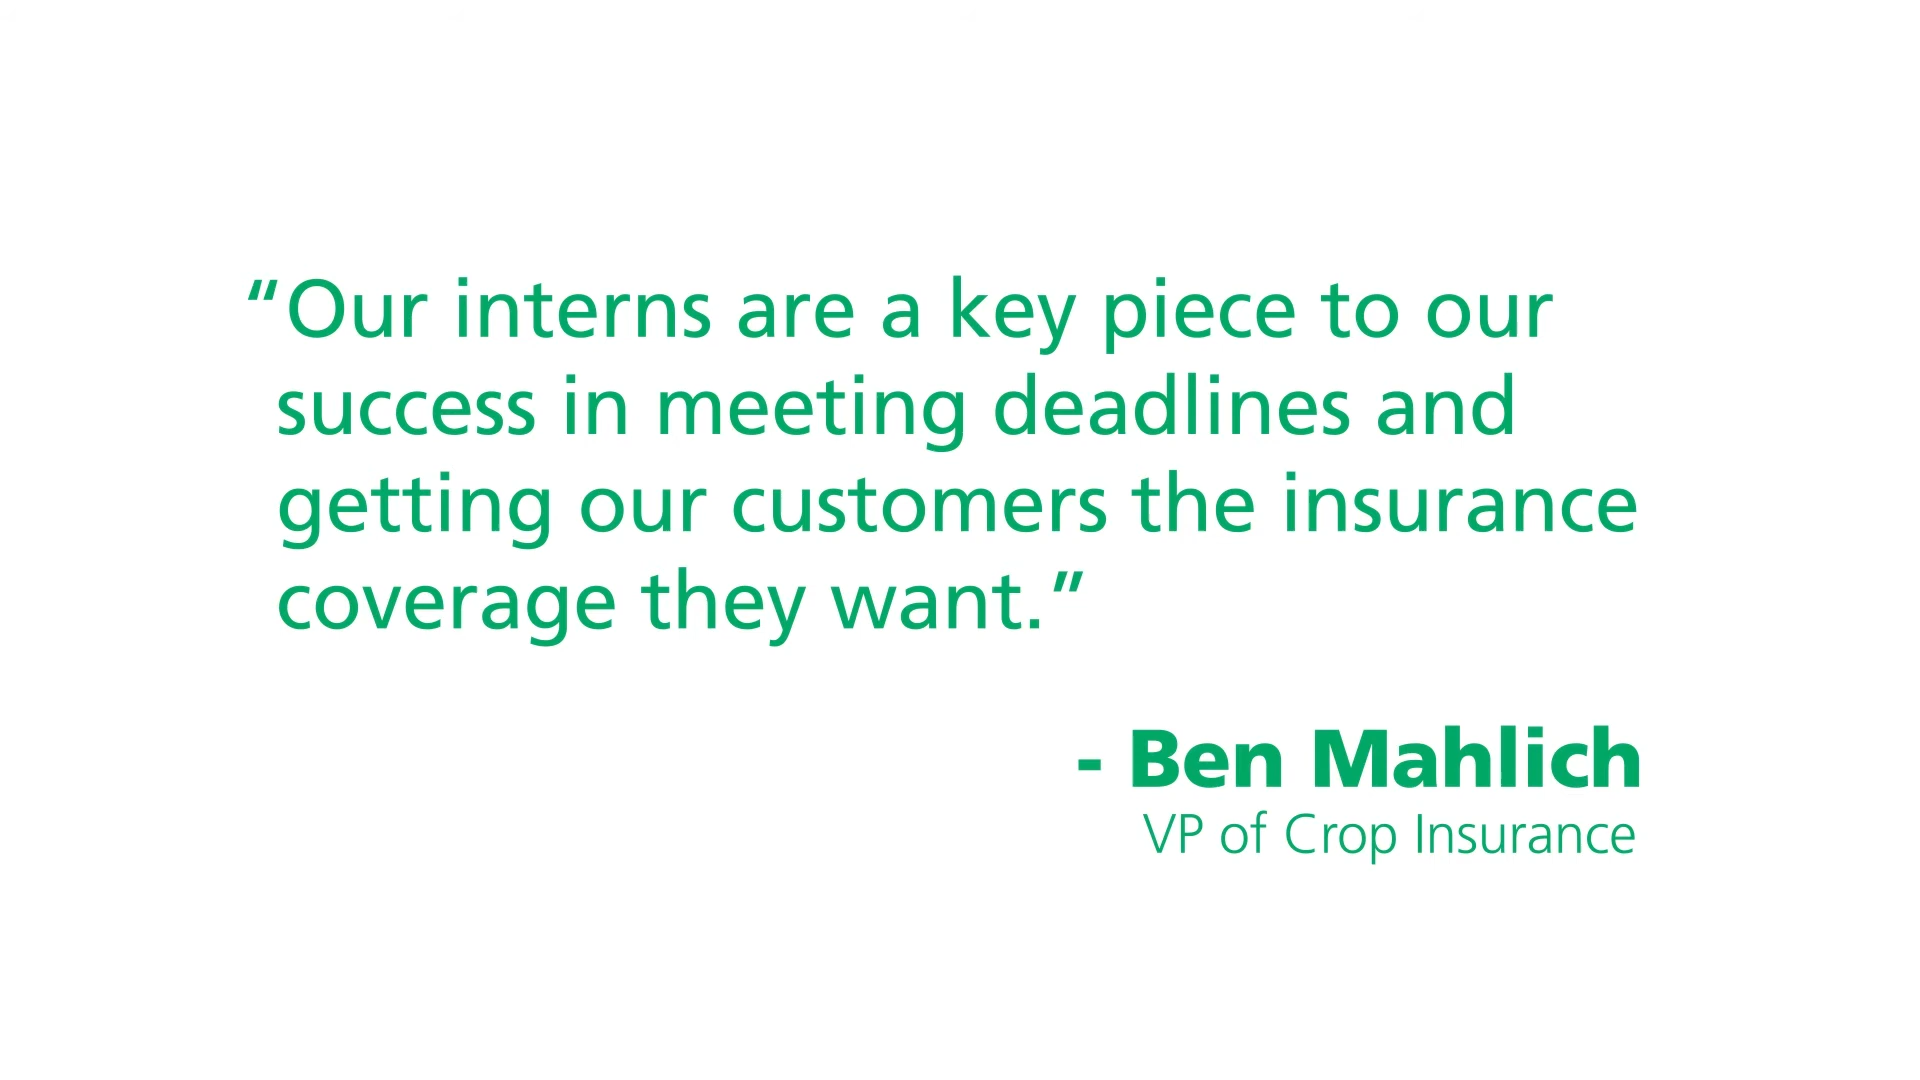 “Our interns are a key piece to our
success in meeting deadlines and
getting our customers the insurance
coverage they want.”
- Ben Mahlich
VP of Crop Insurance